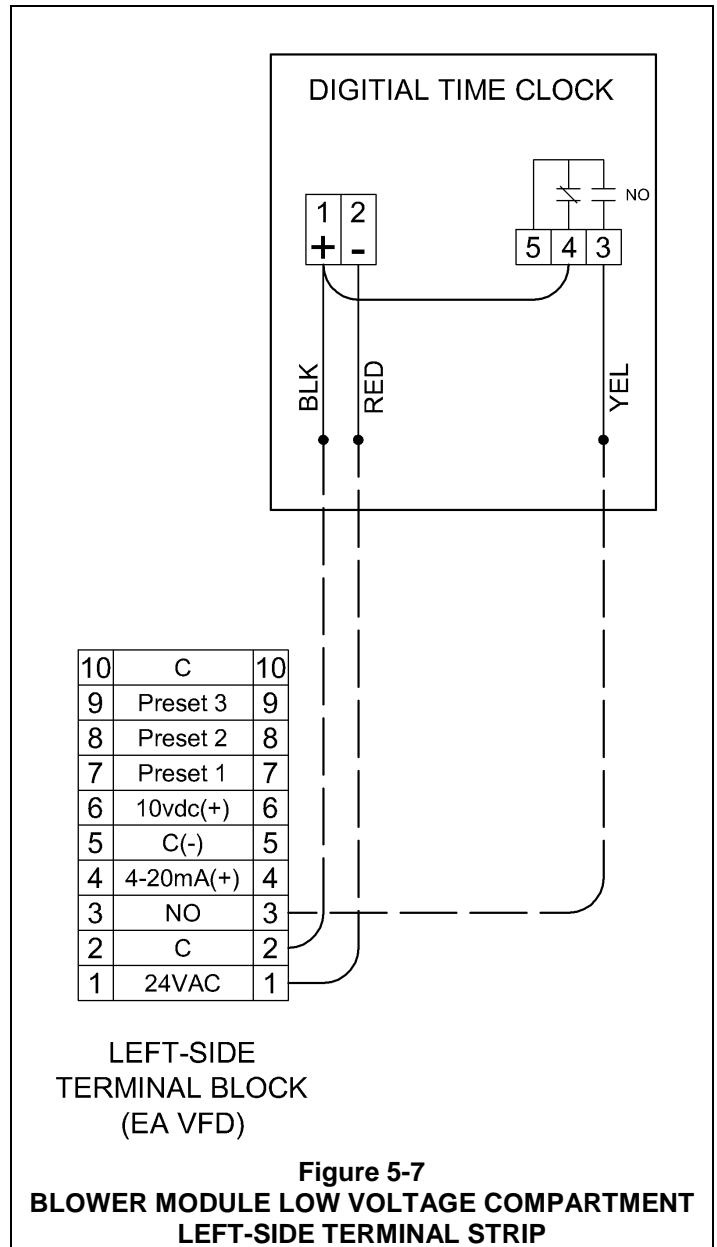 DIGITIAL TIME CLOCK
NO
1 2
+ -
5 4 3
BLK
RED
YEL
10 C 10
9 Preset 3 9
8 Preset 2 8
7 Preset 1 7
6 10vdc(+) 6
5 C(-) 5
4 4-20mA(+) 4
3 NO 3
2 C 2
1 24VAC 1
LEFT-SIDE
TERMINAL BLOCK
(EA VFD)
Figure 5-7
BLOWER MODULE LOW VOLTAGE COMPARTMENT
LEFT-SIDE TERMINAL STRIP